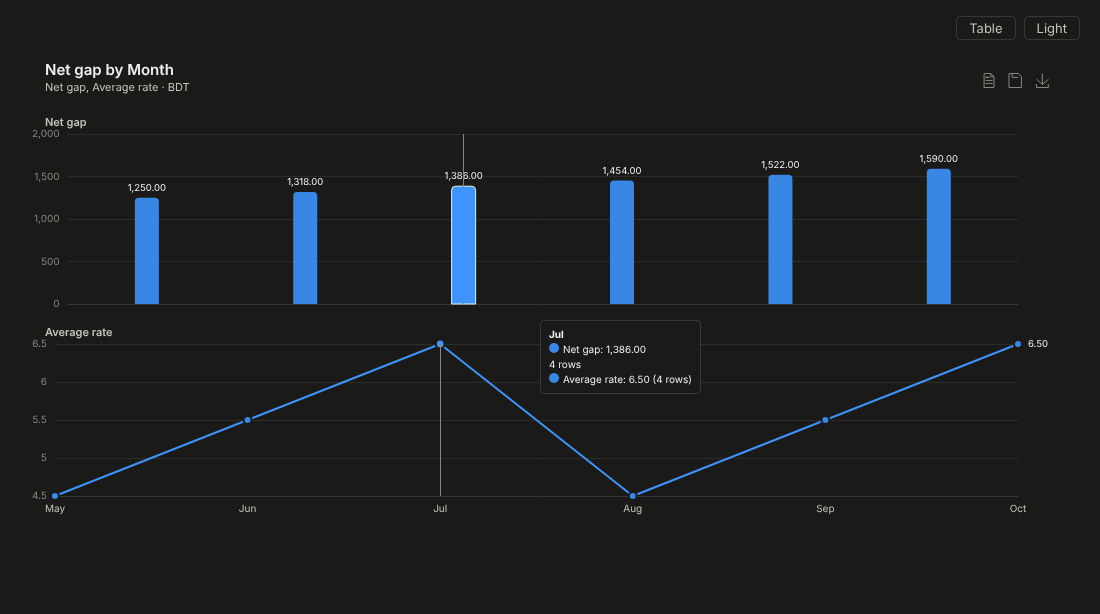 Table Light
Net gap by Month
Net gap, Average rate · BDT
Net gap
2,000
1,500
1,000
500
0
1,250.00
1,318.00
1,386.00
1,454.00
1,522.00
1,590.00
Average rate
6.5
6
5.5
5
4.5
6.50
Jul
Net gap: 1,386.00
4 rows
Average rate: 6.50 (4 rows)
May Jun Jul Aug Sep Oct